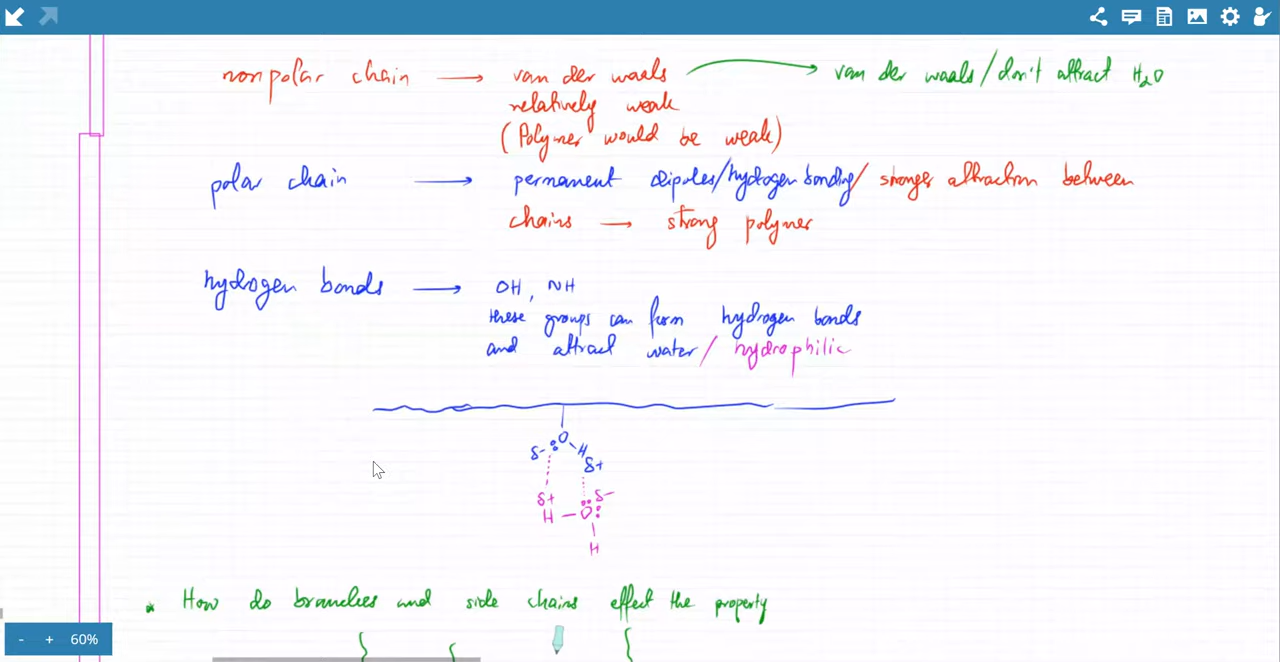 nonpolar chain → van der waals → van der waals/don't attract H₂O
relatively weak
(Polymer would be weak)
polar chain → permanent dipoles/hydrogen bonding/ stronger attraction between
chains → strong polymer
hydrogen bonds → OH, NH
these groups can form hydrogen bonds
and attract water/ hydrophilic
O
δ- H
δ+
δ+ δ-
H – O
H
* How do branches and side chains effect the property
- + 60%